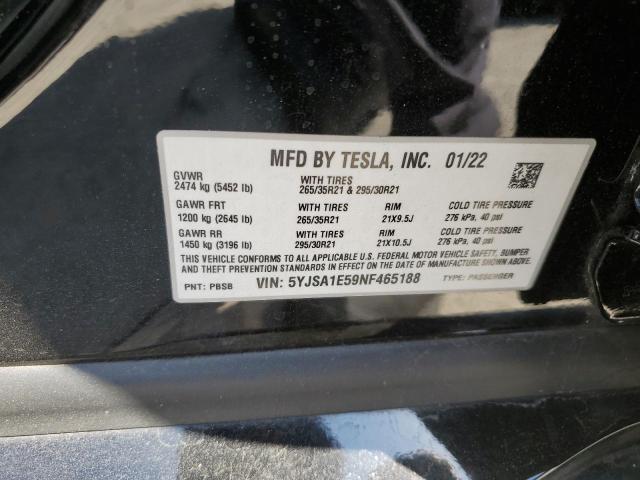 MFD BY TESLA, INC. 01/22
GVWR WITH TIRES
2474 kg (5452 lb) 265/35R21 & 295/30R21
GAWR FRT WITH TIRES RIM COLD TIRE PRESSURE
1200 kg (2645 lb) 265/35R21 21X9.5J 276 kPa, 40 psi
GAWR RR WITH TIRES RIM COLD TIRE PRESSURE
1450 kg (3196 lb) 295/30R21 21X10.5J 276 kPa, 40 psi
THIS VEHICLE CONFORMS TO ALL APPLICABLE U.S. FEDERAL MOTOR VEHICLE SAFETY, BUMPER
AND THEFT PREVENTION STANDARDS IN EFFECT ON THE DATE OF MANUFACTURE SHOWN ABOVE.
PNT: PBSB VIN: 5YJSA1E59NF465188 TYPE: PASSENGER